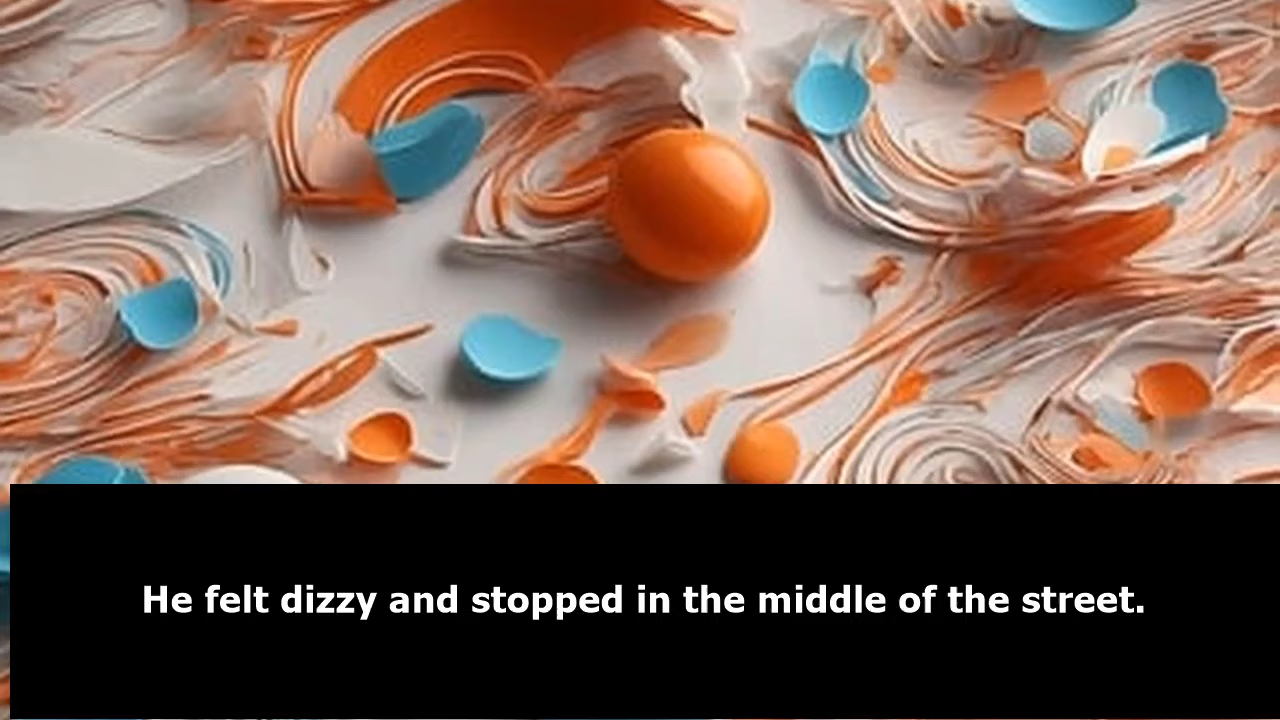 He felt dizzy and stopped in the middle of the street.